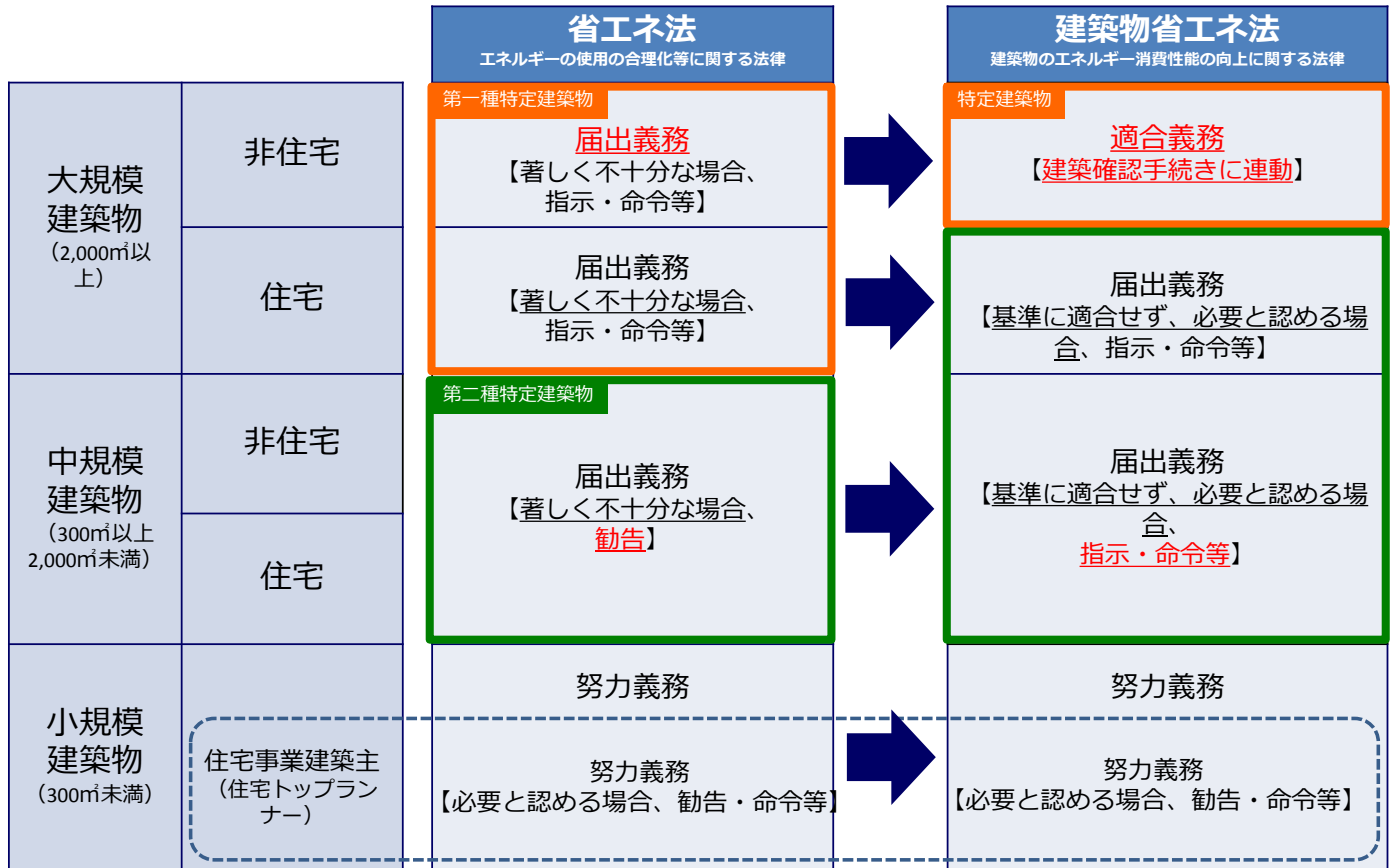 省エネ法
エネルギーの使用の合理化等に関する法律
建築物省エネ法
建築物のエネルギー消費性能の向上に関する法律
大規模
建築物
（2,000㎡以
上）
非住宅
第一種特定建築物
届出義務
【著しく不十分な場合、
指示・命令等】
特定建築物
適合義務
【建築確認手続きに連動】
住宅
届出義務
【著しく不十分な場合、
指示・命令等】
届出義務
【基準に適合せず、必要と認める場
合、指示・命令等】
中規模
建築物
（300㎡以上
2,000㎡未満）
非住宅
住宅
第二種特定建築物
届出義務
【著しく不十分な場合、
勧告】
届出義務
【基準に適合せず、必要と認める場
合、
指示・命令等】
小規模
建築物
（300㎡未満）
努力義務
努力義務
住宅事業建築主
（住宅トップラン
ナー）
努力義務
【必要と認める場合、勧告・命令等】
努力義務
【必要と認める場合、勧告・命令等】